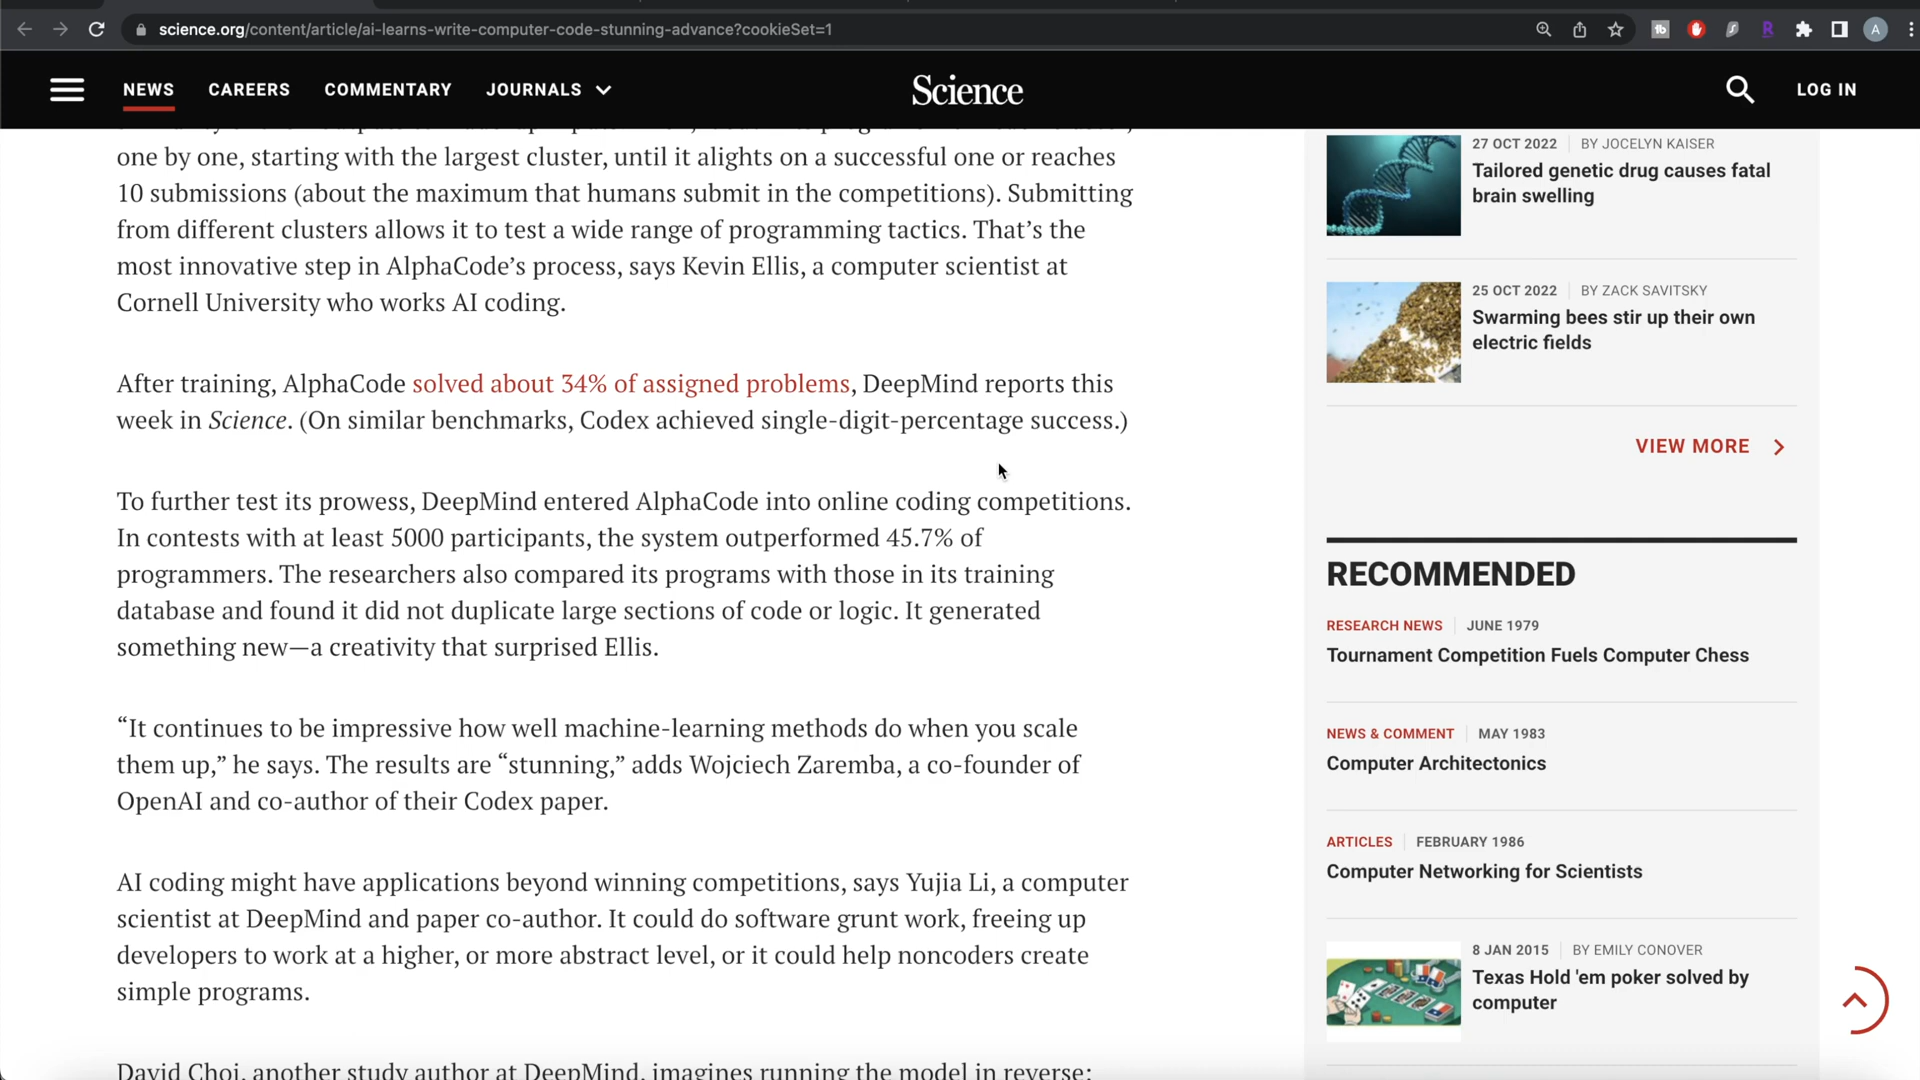 science.org/content/article/ai-learns-write-computer-code-stunning-advance?cookieSet=1
A
NEWS
CAREERS
COMMENTARY
JOURNALS
Science
LOG IN
one by one, starting with the largest cluster, until it alights on a successful one or reaches
10 submissions (about the maximum that humans submit in the competitions). Submitting
from different clusters allows it to test a wide range of programming tactics. That’s the
most innovative step in AlphaCode’s process, says Kevin Ellis, a computer scientist at
Cornell University who works AI coding.
After training, AlphaCode solved about 34% of assigned problems, DeepMind reports this
week in Science. (On similar benchmarks, Codex achieved single-digit-percentage success.)
To further test its prowess, DeepMind entered AlphaCode into online coding competitions.
In contests with at least 5000 participants, the system outperformed 45.7% of
programmers. The researchers also compared its programs with those in its training
database and found it did not duplicate large sections of code or logic. It generated
something new—a creativity that surprised Ellis.
“It continues to be impressive how well machine-learning methods do when you scale
them up,” he says. The results are “stunning,” adds Wojciech Zaremba, a co-founder of
OpenAI and co-author of their Codex paper.
AI coding might have applications beyond winning competitions, says Yujia Li, a computer
scientist at DeepMind and paper co-author. It could do software grunt work, freeing up
developers to work at a higher, or more abstract level, or it could help noncoders create
simple programs.
David Choi, another study author at DeepMind, imagines running the model in reverse:
27 OCT 2022 BY JOCELYN KAISER
Tailored genetic drug causes fatal
brain swelling
25 OCT 2022 BY ZACK SAVITSKY
Swarming bees stir up their own
electric fields
VIEW MORE
RECOMMENDED
RESEARCH NEWS JUNE 1979
Tournament Competition Fuels Computer Chess
NEWS & COMMENT MAY 1983
Computer Architectonics
ARTICLES FEBRUARY 1986
Computer Networking for Scientists
8 JAN 2015 BY EMILY CONOVER
Texas Hold 'em poker solved by
computer